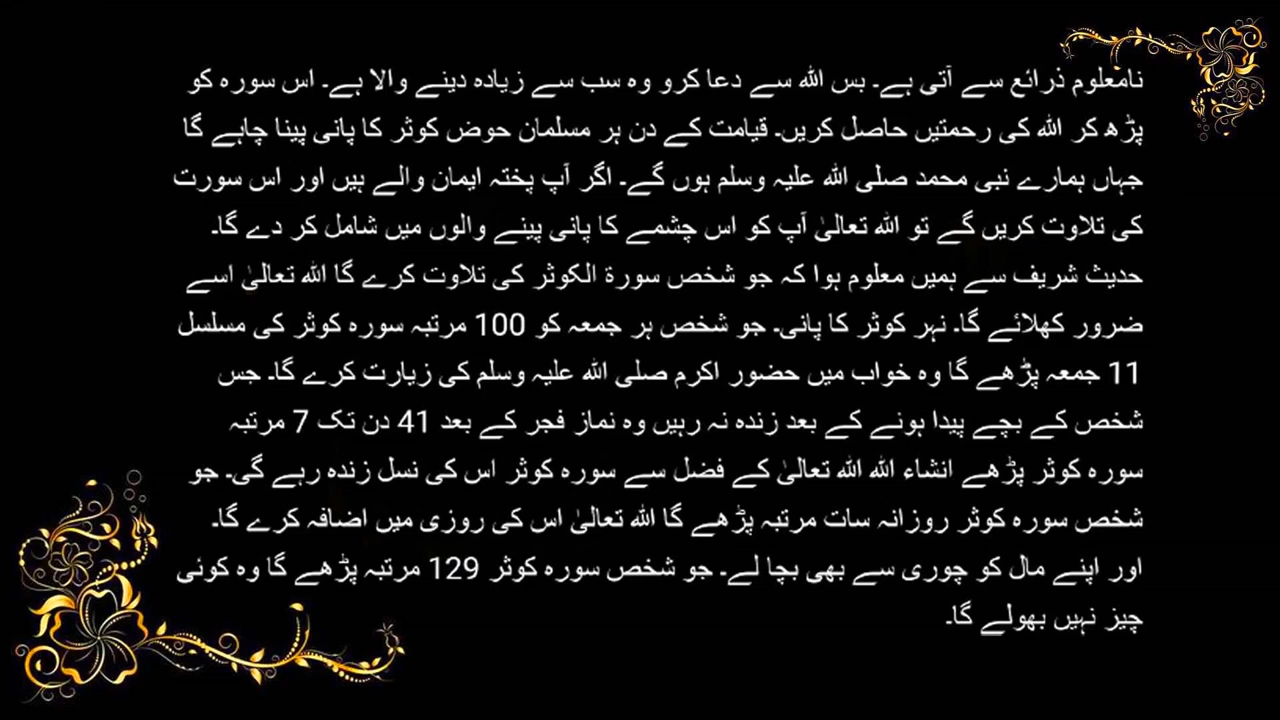 نامعلوم ذرائع سے آتی ہے۔ بس اللہ سے دعا کرو وہ سب سے زیادہ دینے والا ہے۔ اس سورہ کو
پڑھ کر اللہ کی رحمتیں حاصل کریں۔ قیامت کے دن ہر مسلمان حوض کوثر کا پانی پینا چاہے گا
جہاں ہمارے نبی محمد صلی اللہ علیہ وسلم ہوں گے۔ اگر آپ پختہ ایمان والے ہیں اور اس سورت
کی تلاوت کریں گے تو اللہ تعالیٰ آپ کو اس چشمے کا پانی پینے والوں میں شامل کر دے گا۔
حدیث شریف سے ہمیں معلوم ہوا کہ جو شخص سورۃ الکوثر کی تلاوت کرے گا اللہ تعالیٰ اسے
ضرور کھلائے گا۔ نہر کوثر کا پانی۔ جو شخص ہر جمعہ کو 100 مرتبہ سورہ کوثر کی مسلسل
11 جمعہ پڑھے گا وہ خواب میں حضور اکرم صلی اللہ علیہ وسلم کی زیارت کرے گا۔ جس
شخص کے بچے پیدا ہونے کے بعد زندہ نہ رہیں وہ نماز فجر کے بعد 41 دن تک 7 مرتبہ
سورہ کوثر پڑھے انشاء اللہ اللہ تعالیٰ کے فضل سے سورہ کوثر اس کی نسل زندہ رہے گی۔ جو
شخص سورہ کوثر روزانہ سات مرتبہ پڑھے گا اللہ تعالیٰ اس کی روزی میں اضافہ کرے گا۔
اور اپنے مال کو چوری سے بھی بچا لے۔ جو شخص سورہ کوثر 129 مرتبہ پڑھے گا وہ کوئی
چیز نہیں بھولے گا۔